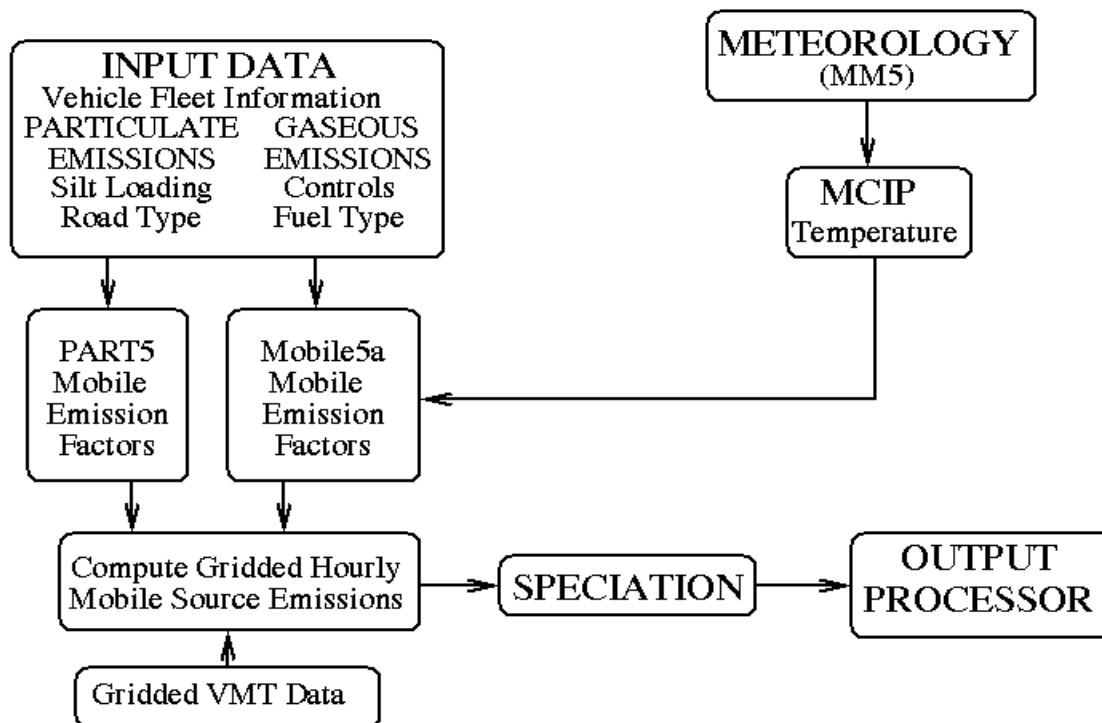 INPUT DATA
Vehicle Fleet Information
PARTICULATE GASEOUS
EMISSIONS EMISSIONS
Silt Loading Controls
Road Type Fuel Type
METEOROLOGY
(MM5)
MCIP
Temperature
PART5
Mobile
Emission
Factors
Mobile5a
Mobile
Emission
Factors
Compute Gridded Hourly
Mobile Source Emissions
SPECIATION
OUTPUT
PROCESSOR
Gridded VMT Data